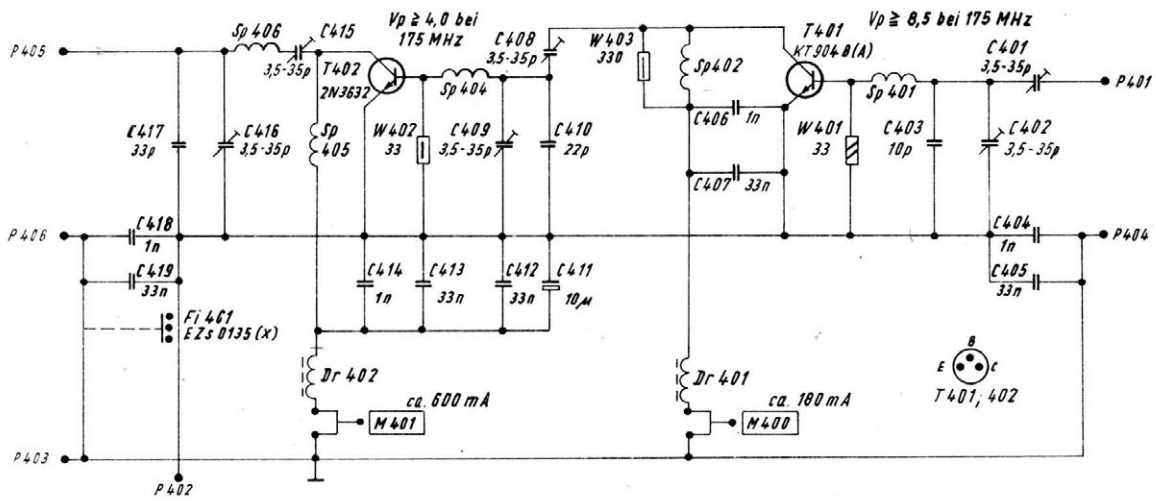 Vp ≧ 4,0 bei
175 MHz
Vp ≧ 8,5 bei 175 MHz
P405
Sp 406
C415
3,5-35p
T402
2N3632
C408
3,5-35p
W403
330
Sp402
T401
KT904B(A)
C401
3,5-35p
P401
Sp 404
Sp 401
C406
1n
C417
33p
C416
3,5-35p
Sp
405
W402
33
C409
3,5-35p
C410
22p
C407
33n
W401
33
C403
10p
C402
3,5-35p
P406
C418
1n
C419
33n
C414
1n
C413
33n
C412
33n
C411
10µ
C404
1n
C405
33n
P404
Fi 461
EZs 0135 (X)
Dr 402
Dr 401
B
E
C
T401; 402
ca. 600 mA
M401
ca. 180 mA
M400
P403
P402